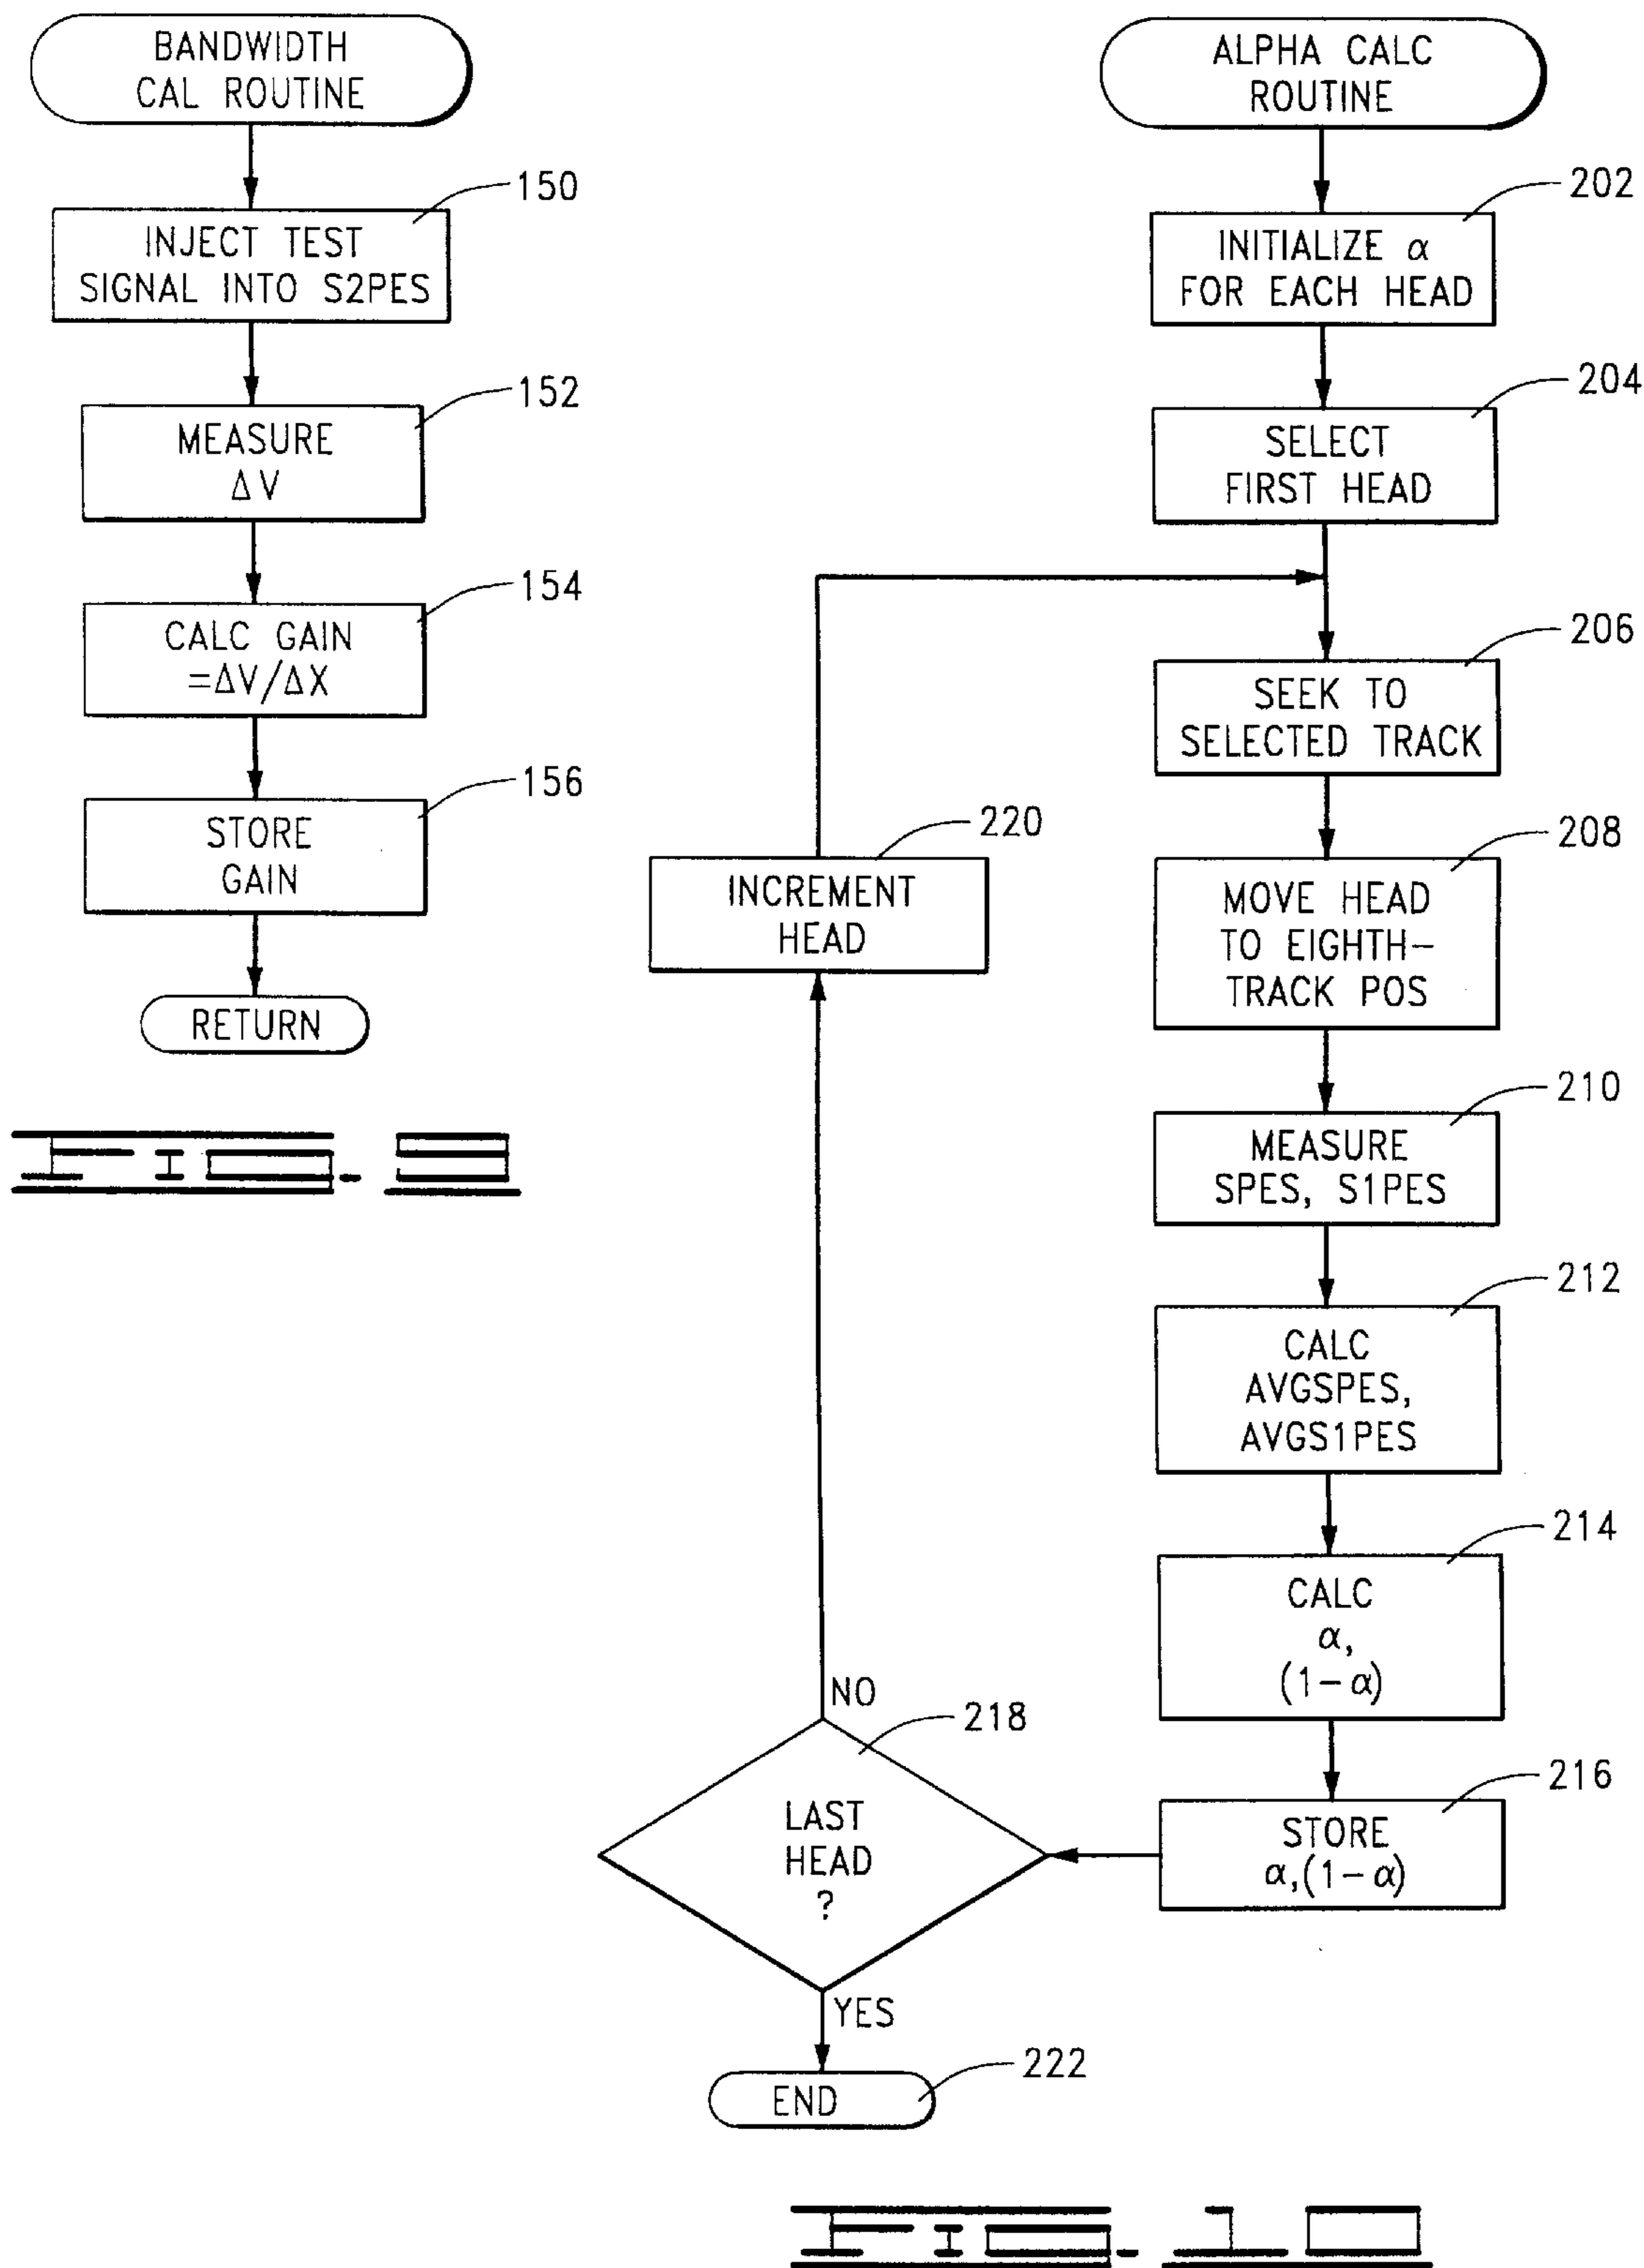 BANDWIDTH
CAL ROUTINE
150
INJECT TEST
SIGNAL INTO S2PES
152
MEASURE
ΔV
154
CALC GAIN
=ΔV/ΔX
156
STORE
GAIN
RETURN
ALPHA CALC
ROUTINE
202
INITIALIZE α
FOR EACH HEAD
204
SELECT
FIRST HEAD
206
SEEK TO
SELECTED TRACK
208
MOVE HEAD
TO EIGHTH-
TRACK POS
210
MEASURE
SPES, S1PES
212
CALC
AVGSPES,
AVGS1PES
214
CALC
α,
(1-α)
216
STORE
α,(1-α)
218
LAST
HEAD
?
NO
220
INCREMENT
HEAD
YES
222
END
FIG- 10